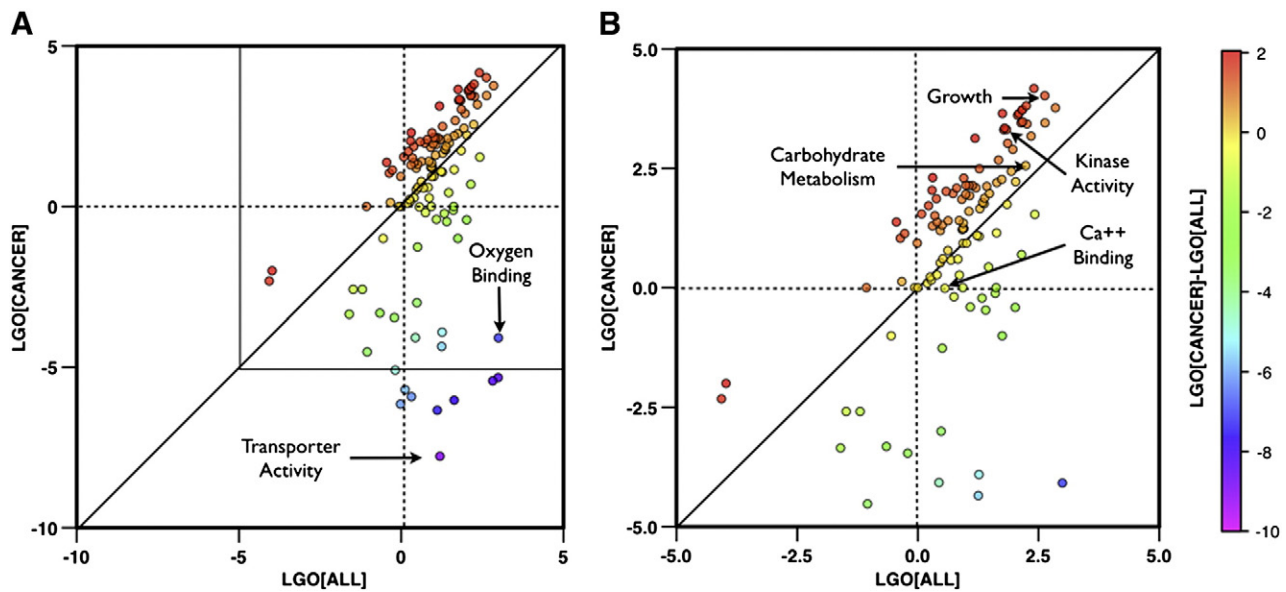 A
B
5
0
-5
-10
-10
-5
0
5
LGO[CANCER]
LGO[ALL]
Oxygen
Binding
Transporter
Activity
5.0
2.5
0.0
-2.5
-5.0
-5.0
-2.5
0.0
2.5
5.0
LGO[CANCER]
LGO[ALL]
Growth
Carbohydrate
Metabolism
Kinase
Activity
Ca++
Binding
2
0
-2
-4
-6
-8
-10
LGO[CANCER]-LGO[ALL]